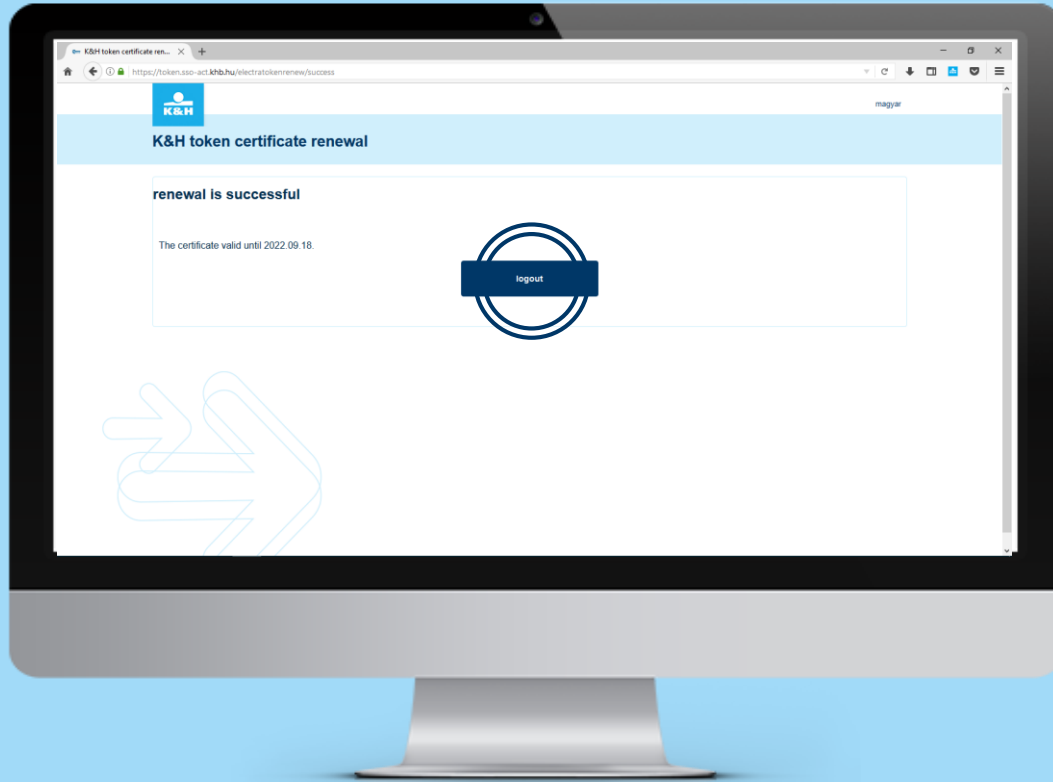 K&H token certificate ren...
https://token.sso-act.khb.hu/electratokenrenew/success
K&H
magyar
K&H token certificate renewal
renewal is successful
The certificate valid until 2022.09.18.
logout